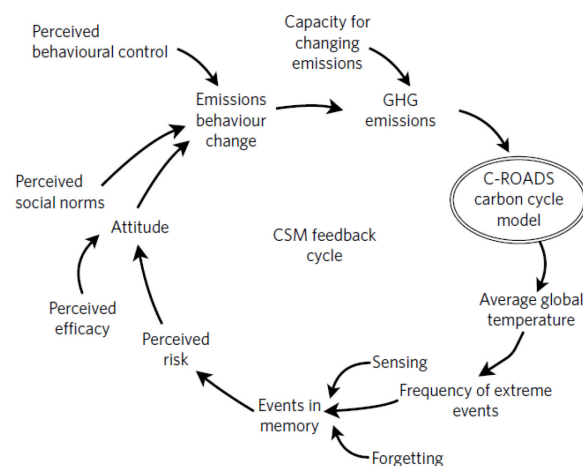 Perceived
behavioural control
Capacity for
changing emissions
Emissions
behaviour
change
GHG
emissions
C-ROADS
carbon cycle
model
Perceived
social norms
Attitude
CSM feedback
cycle
Perceived
efficacy
Average global
temperature
Perceived
risk
Sensing
Frequency of extreme
events
Events in
memory
Forgetting